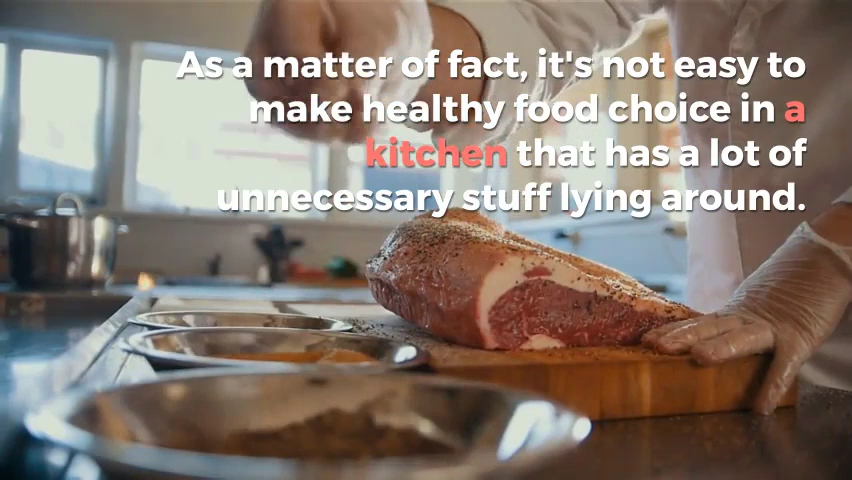 As a matter of fact, it's not easy to
make healthy food choice in a
kitchen that has a lot of
unnecessary stuff lying around.